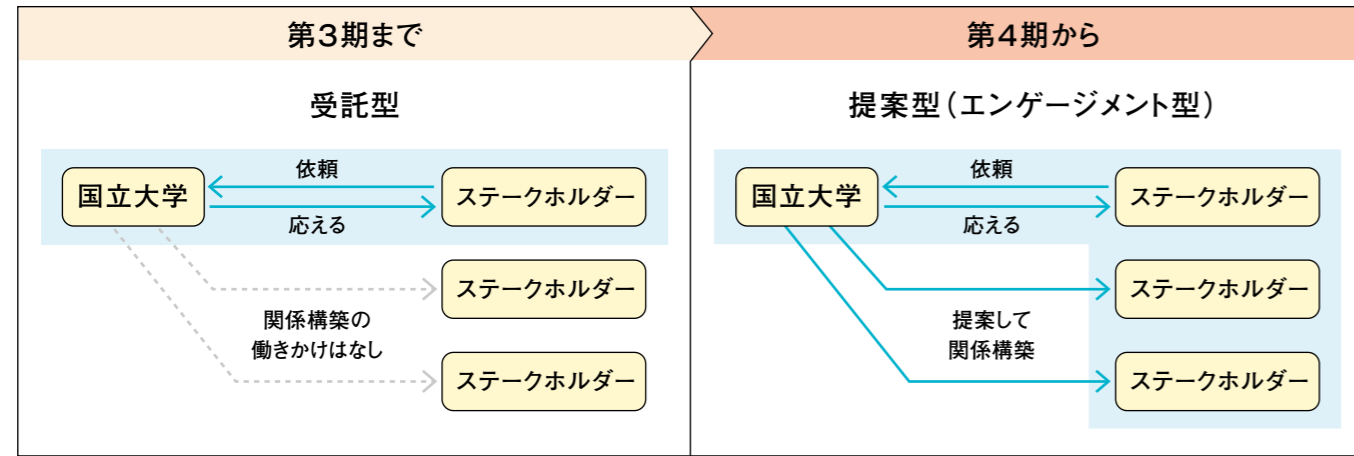 第3期まで
受託型
国立大学
依頼
応える
ステークホルダー
ステークホルダー
関係構築の
働きかけはなし
ステークホルダー
第4期から
提案型(エンゲージメント型)
国立大学
依頼
応える
ステークホルダー
ステークホルダー
提案して
関係構築
ステークホルダー